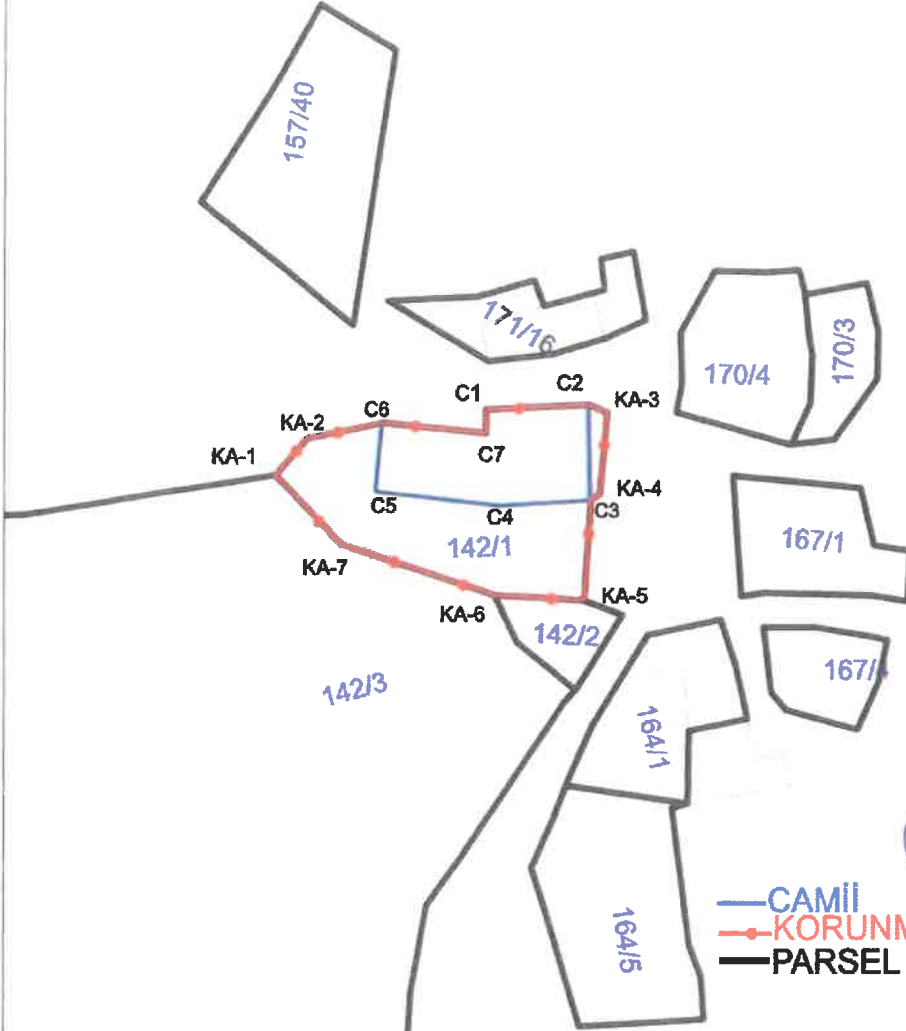 157/40
171/16
170/4
170/3
C1
C2
KA-3
KA-2
C6
C7
KA-1
KA-4
C5
C4
C3
142/1
167/1
KA-7
KA-5
KA-6
142/2
142/3
167/4
164/1
164/5
CAMİİ
PARSEL